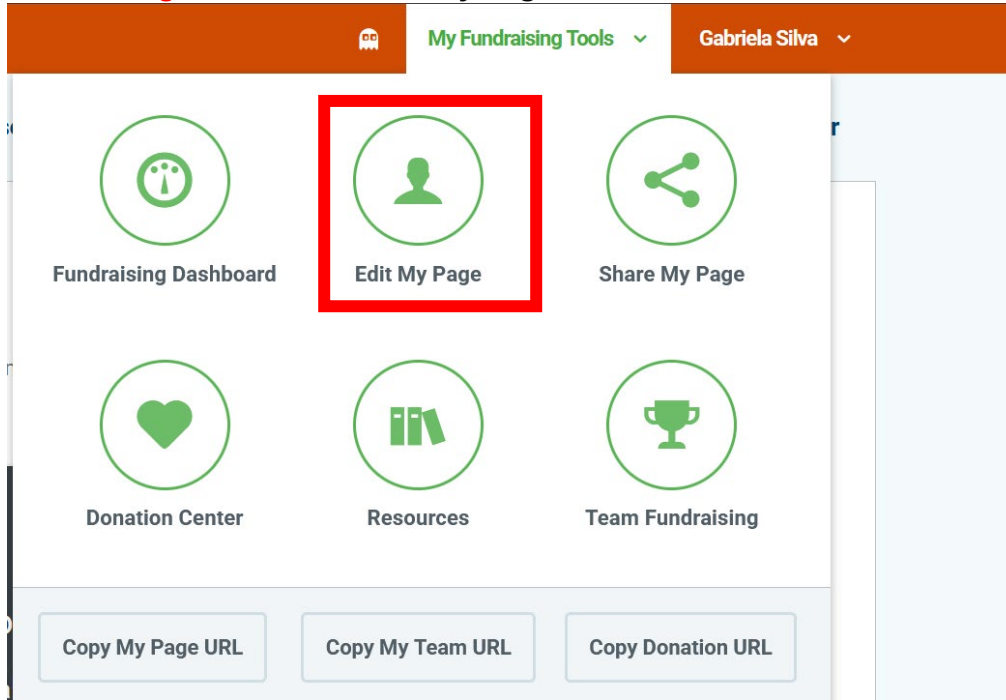 My Fundraising Tools Gabriela Silva
Fundraising Dashboard Edit My Page Share My Page
Donation Center Resources Team Fundraising
Copy My Page URL Copy My Team URL Copy Donation URL